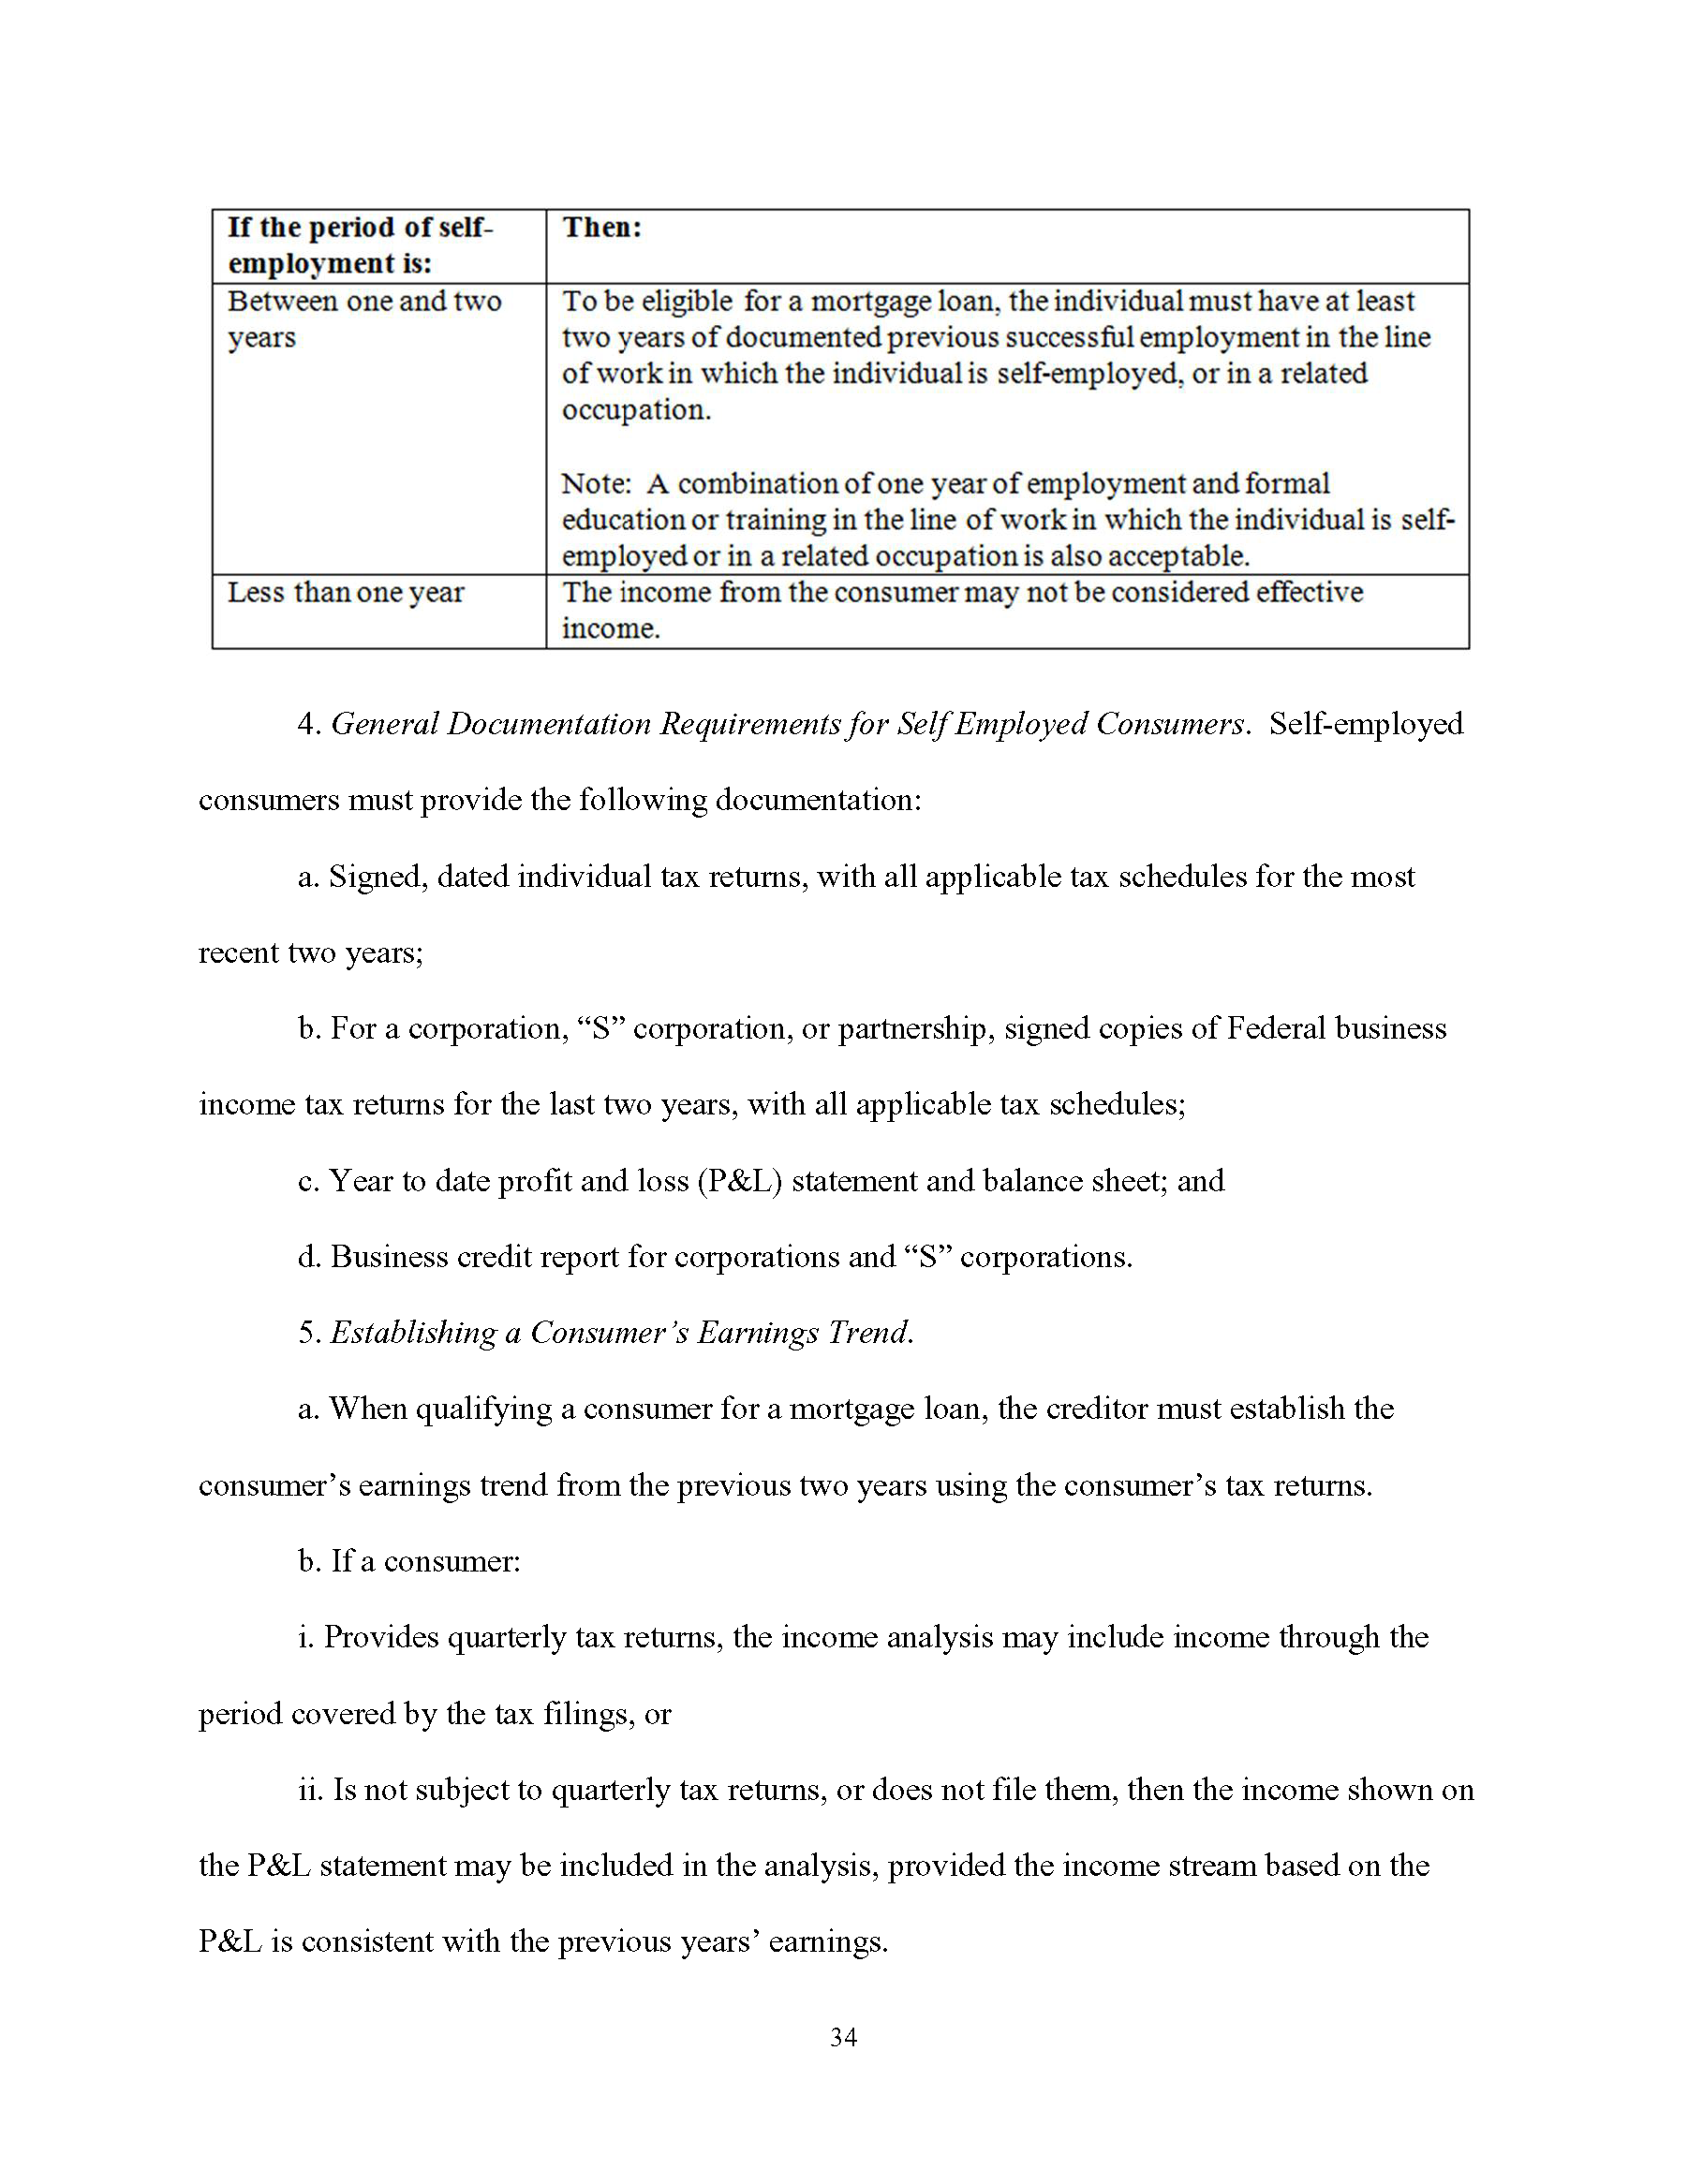 If the period of self-
employment is:
Then:
Between one and two
years
To be eligible for a mortgage loan, the individual must have at least
two years of documented previous successful employment in the line
of work in which the individual is self-employed, or in a related
occupation.
Note: A combination of one year of employment and formal
education or training in the line of work in which the individual is self-
employed or in a related occupation is also acceptable.
Less than one year
The income from the consumer may not be considered effective
income.
4. General Documentation Requirements for Self Employed Consumers. Self-employed
consumers must provide the following documentation:
a. Signed, dated individual tax returns, with all applicable tax schedules for the most
recent two years;
b. For a corporation, “S” corporation, or partnership, signed copies of Federal business
income tax returns for the last two years, with all applicable tax schedules;
c. Year to date profit and loss (P&L) statement and balance sheet; and
d. Business credit report for corporations and “S” corporations.
5. Establishing a Consumer’s Earnings Trend.
a. When qualifying a consumer for a mortgage loan, the creditor must establish the
consumer’s earnings trend from the previous two years using the consumer’s tax returns.
b. If a consumer:
i. Provides quarterly tax returns, the income analysis may include income through the
period covered by the tax filings, or
ii. Is not subject to quarterly tax returns, or does not file them, then the income shown on
the P&L statement may be included in the analysis, provided the income stream based on the
P&L is consistent with the previous years’ earnings.
34